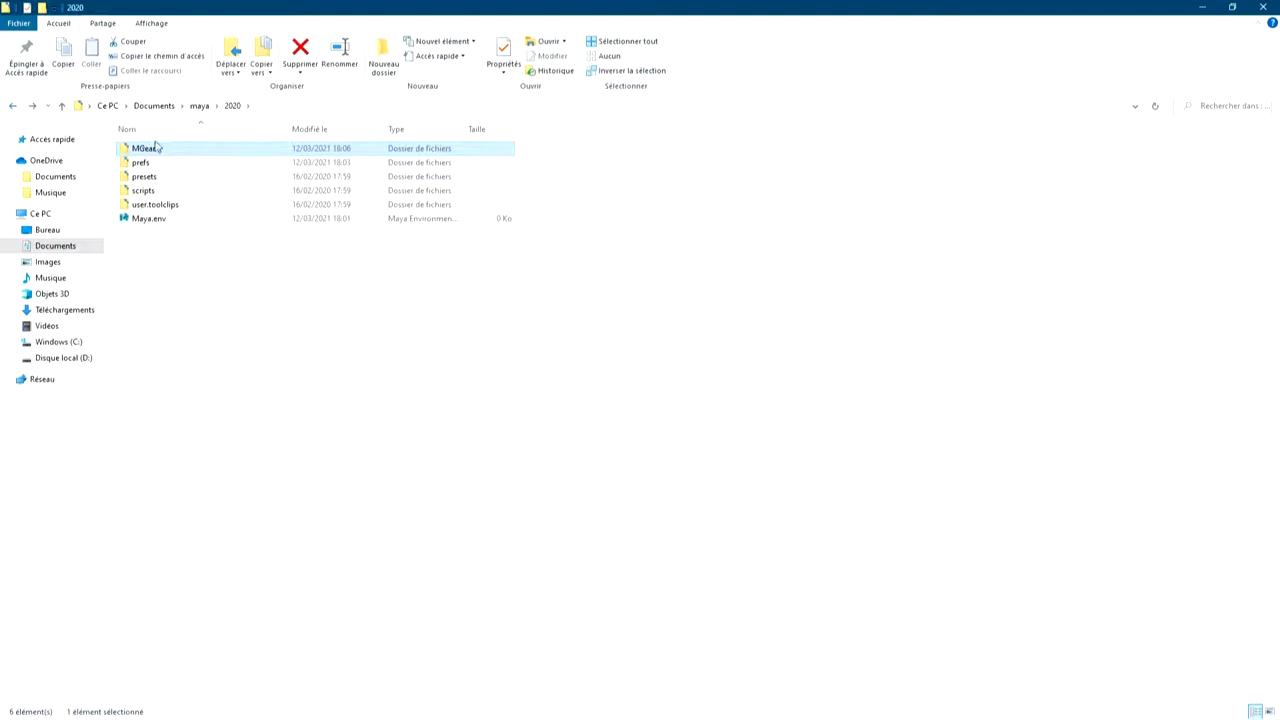 2020
Fichier Accueil Partage Affichage
Épingler à Accès rapide
Copier
Coller
Couper
Copier le chemin d'accès
Coller le raccourci
Presse-papiers
Déplacer vers
Copier vers
Supprimer
Renommer
Organiser
Nouveau dossier
Nouvel élément
Accès rapide
Nouveau
Propriétés
Ouvrir
Modifier
Historique
Ouvrir
Sélectionner tout
Aucun
Inverser la sélection
Sélectionner
Ce PC › Documents › maya › 2020 ›
Rechercher dans : ...
Nom Modifié le Type Taille
MGear 12/03/2021 18:06 Dossier de fichiers
prefs 12/03/2021 18:03 Dossier de fichiers
presets 16/02/2020 17:59 Dossier de fichiers
scripts 16/02/2020 17:59 Dossier de fichiers
user.toolclips 16/02/2020 17:59 Dossier de fichiers
Maya.env 12/03/2021 18:01 Maya Environmen... 0 Ko
Accès rapide
OneDrive
Documents
Musique
Ce PC
Bureau
Documents
Images
Musique
Objets 3D
Téléchargements
Vidéos
Windows (C:)
Disque local (D:)
Réseau
6 élément(s) 1 élément sélectionné